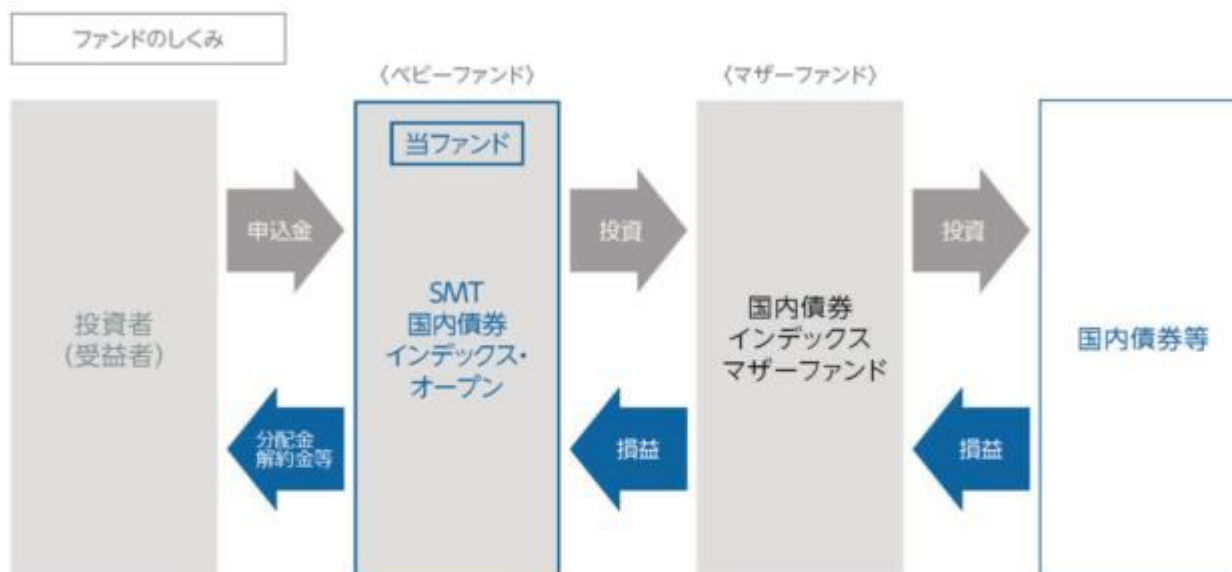 ファンドのしくみ
〈ベビーファンド〉
〈マザーファンド〉
当ファンド
申込金
投資
投資
投資者
(受益者)
SMT
国内債券
インデックス・
オープン
国内債券
インデックス
マザーファンド
国内債券等
分配金
解約金等
損益
損益